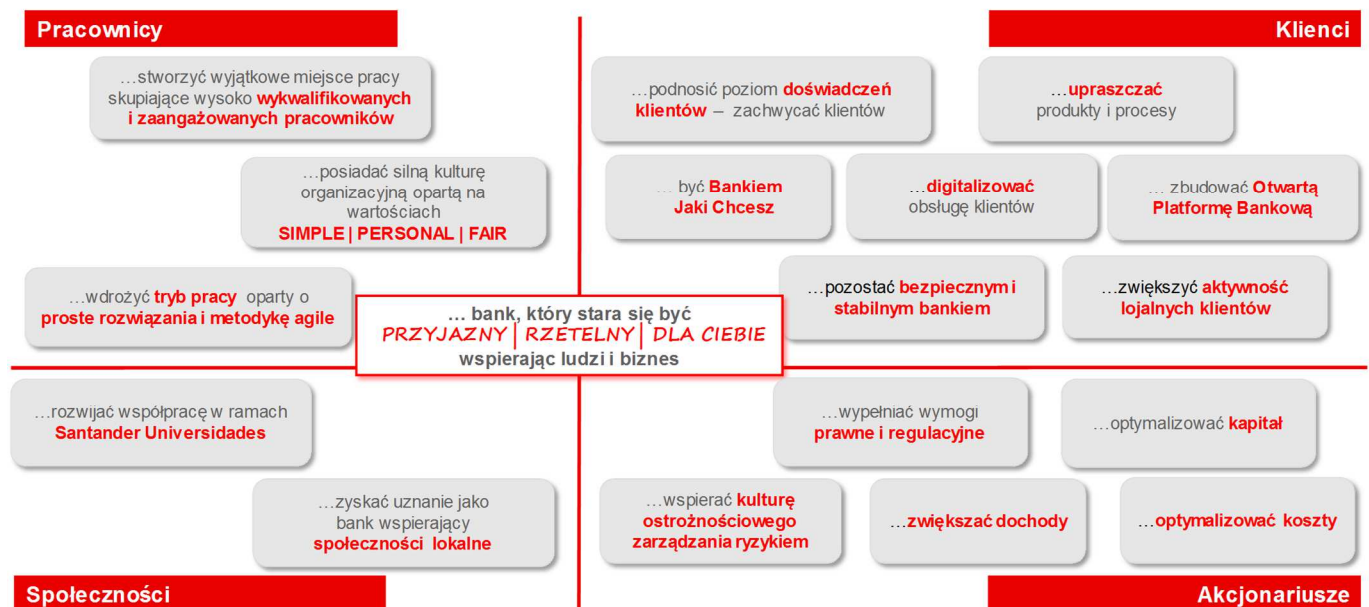 Pracownicy
…stworzyć wyjątkowe miejsce pracy
skupiające wysoko wykwalifikowanych
i zaangażowanych pracowników
…posiadać silną kulturę
organizacyjną opartą na
wartościach
SIMPLE | PERSONAL | FAIR
…wdrożyć tryb pracy oparty o
proste rozwiązania i metodykę agile
Klienci
…podnosić poziom doświadczeń
klientów – zachwycać klientów
…upraszczać
produkty i procesy
… być Bankiem
Jaki Chcesz
…digitalizować
obsługę klientów
… zbudować Otwartą
Platformę Bankową
…pozostać bezpiecznym i
stabilnym bankiem
…zwiększyć aktywność
lojalnych klientów
… bank, który stara się być
PRZYJAZNY | RZETELNY | DLA CIEBIE
wspierając ludzi i biznes
…rozwijać współpracę w ramach
Santander Universidades
…zyskać uznanie jako
bank wspierający
społeczności lokalne
Społeczności
…wypełniać wymogi
prawne i regulacyjne
…optymalizować kapitał
…wspierać kulturę
ostrożnościowego
zarządzania ryzykiem
…zwiększać dochody
…optymalizować koszty
Akcjonariusze